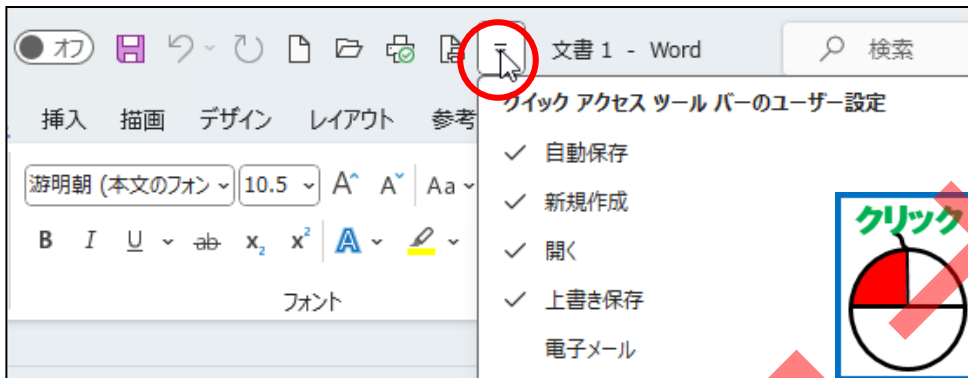 オフ
文書 1 - Word
検索
挿入 描画 デザイン レイアウト 参考
游明朝 (本文のフォン 10.5 A^ Aˇ Aa
B I U ab x₂ x² A
フォント
クイック アクセス ツール バーのユーザー設定
✓ 自動保存
✓ 新規作成
✓ 開く
✓ 上書き保存
電子メール
クリック